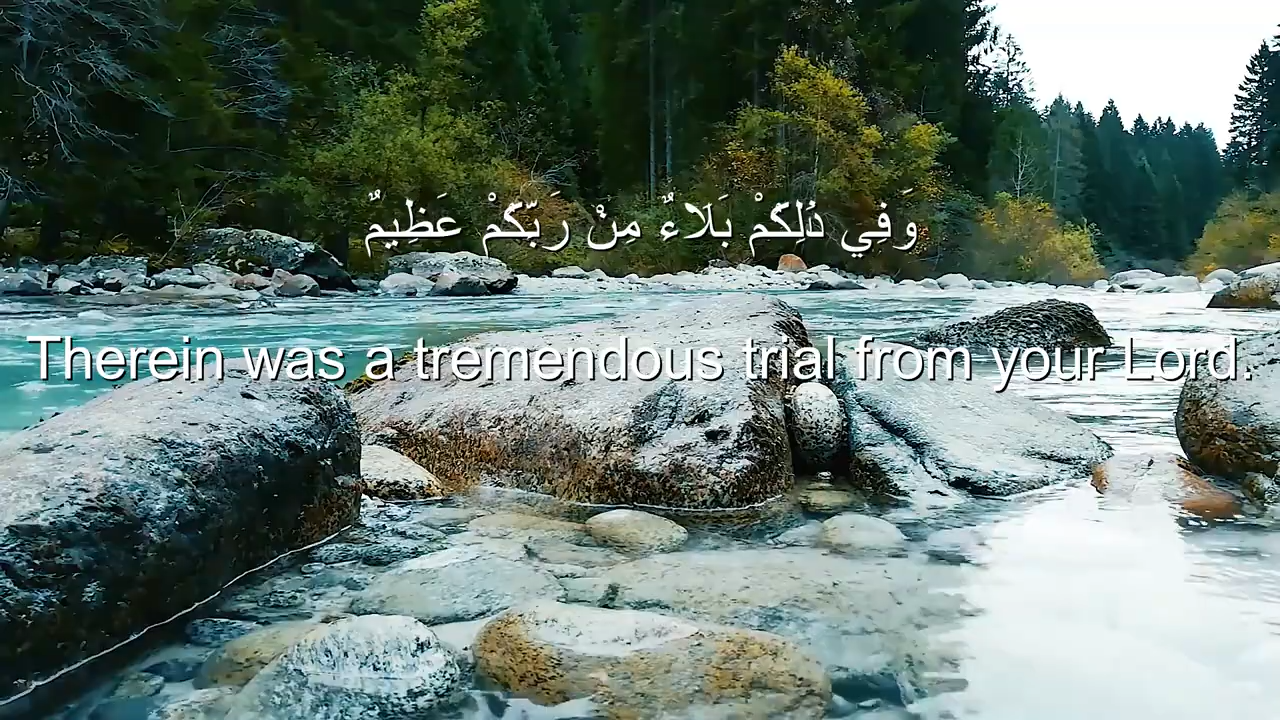 وَفِي ذَٰلِكُمْ بَلَاءٌ مِنْ رَبِّكُمْ عَظِيمٌ
Therein was a tremendous trial from your Lord.